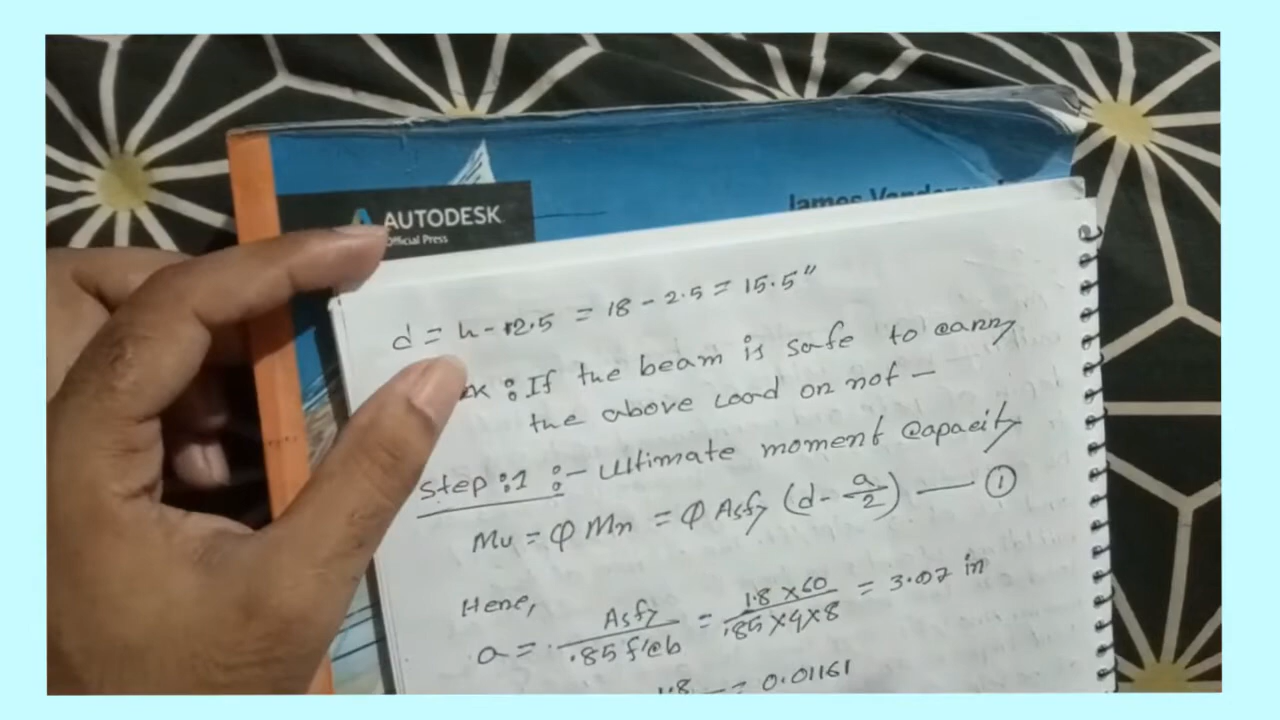 AUTODESK
Official Press
d = h - 2.5 = 18 - 2.5 = 15.5"
: If the beam is safe to carry
the above load or not -
Step :1 :- Ultimate moment capacity
Mu = φ Mn = φ Asfy (d - a/2) — ①
Here,
a = Asfy/.85 f'cb = 1.8 x 60/.85 x 4 x 8 = 3.07 in
1.8 = 0.01161